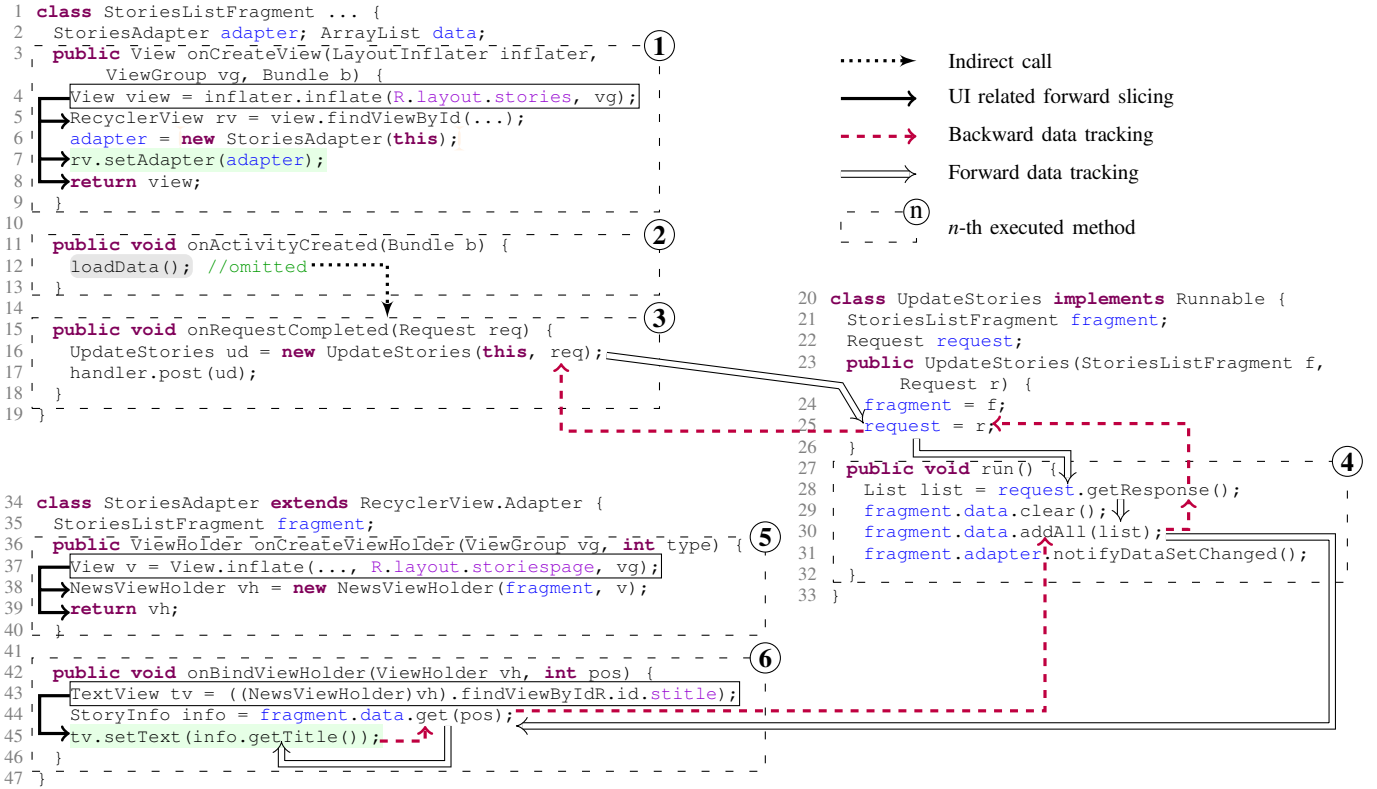 1 class StoriesListFragment ... {
2 StoriesAdapter adapter; ArrayList data;
3 public View onCreateView(LayoutInflater inflater,
ViewGroup vg, Bundle b) {
4 View view = inflater.inflate(R.layout.stories, vg);
5 RecyclerView rv = view.findViewById(...);
6 adapter = new StoriesAdapter(this);
7 rv.setAdapter(adapter);
8 return view;
9 }
10
11 public void onActivityCreated(Bundle b) {
12 loadData(); //omitted
13 }
14
15 public void onRequestCompleted(Request req) {
16 UpdateStories ud = new UpdateStories(this, req);
17 handler.post(ud);
18 }
19 }
1
2
3
Indirect call
UI related forward slicing
Backward data tracking
Forward data tracking
n
n-th executed method
20 class UpdateStories implements Runnable {
21 StoriesListFragment fragment;
22 Request request;
23 public UpdateStories(StoriesListFragment f,
Request r) {
24 fragment = f;
25 request = r;
26 }
27 public void run() {
28 List list = request.getResponse();
29 fragment.data.clear();
30 fragment.data.addAll(list);
31 fragment.adapter.notifyDataSetChanged();
32 }
33 }
4
34 class StoriesAdapter extends RecyclerView.Adapter {
35 StoriesListFragment fragment;
36 public ViewHolder onCreateViewHolder(ViewGroup vg, int type) {
37 View v = View.inflate(..., R.layout.storiespage, vg);
38 NewsViewHolder vh = new NewsViewHolder(fragment, v);
39 return vh;
40 }
41
42 public void onBindViewHolder(ViewHolder vh, int pos) {
43 TextView tv = ((NewsViewHolder)vh).findViewByIdR.id.stitle);
44 StoryInfo info = fragment.data.get(pos);
45 tv.setText(info.getTitle());
46 }
47 }
5
6